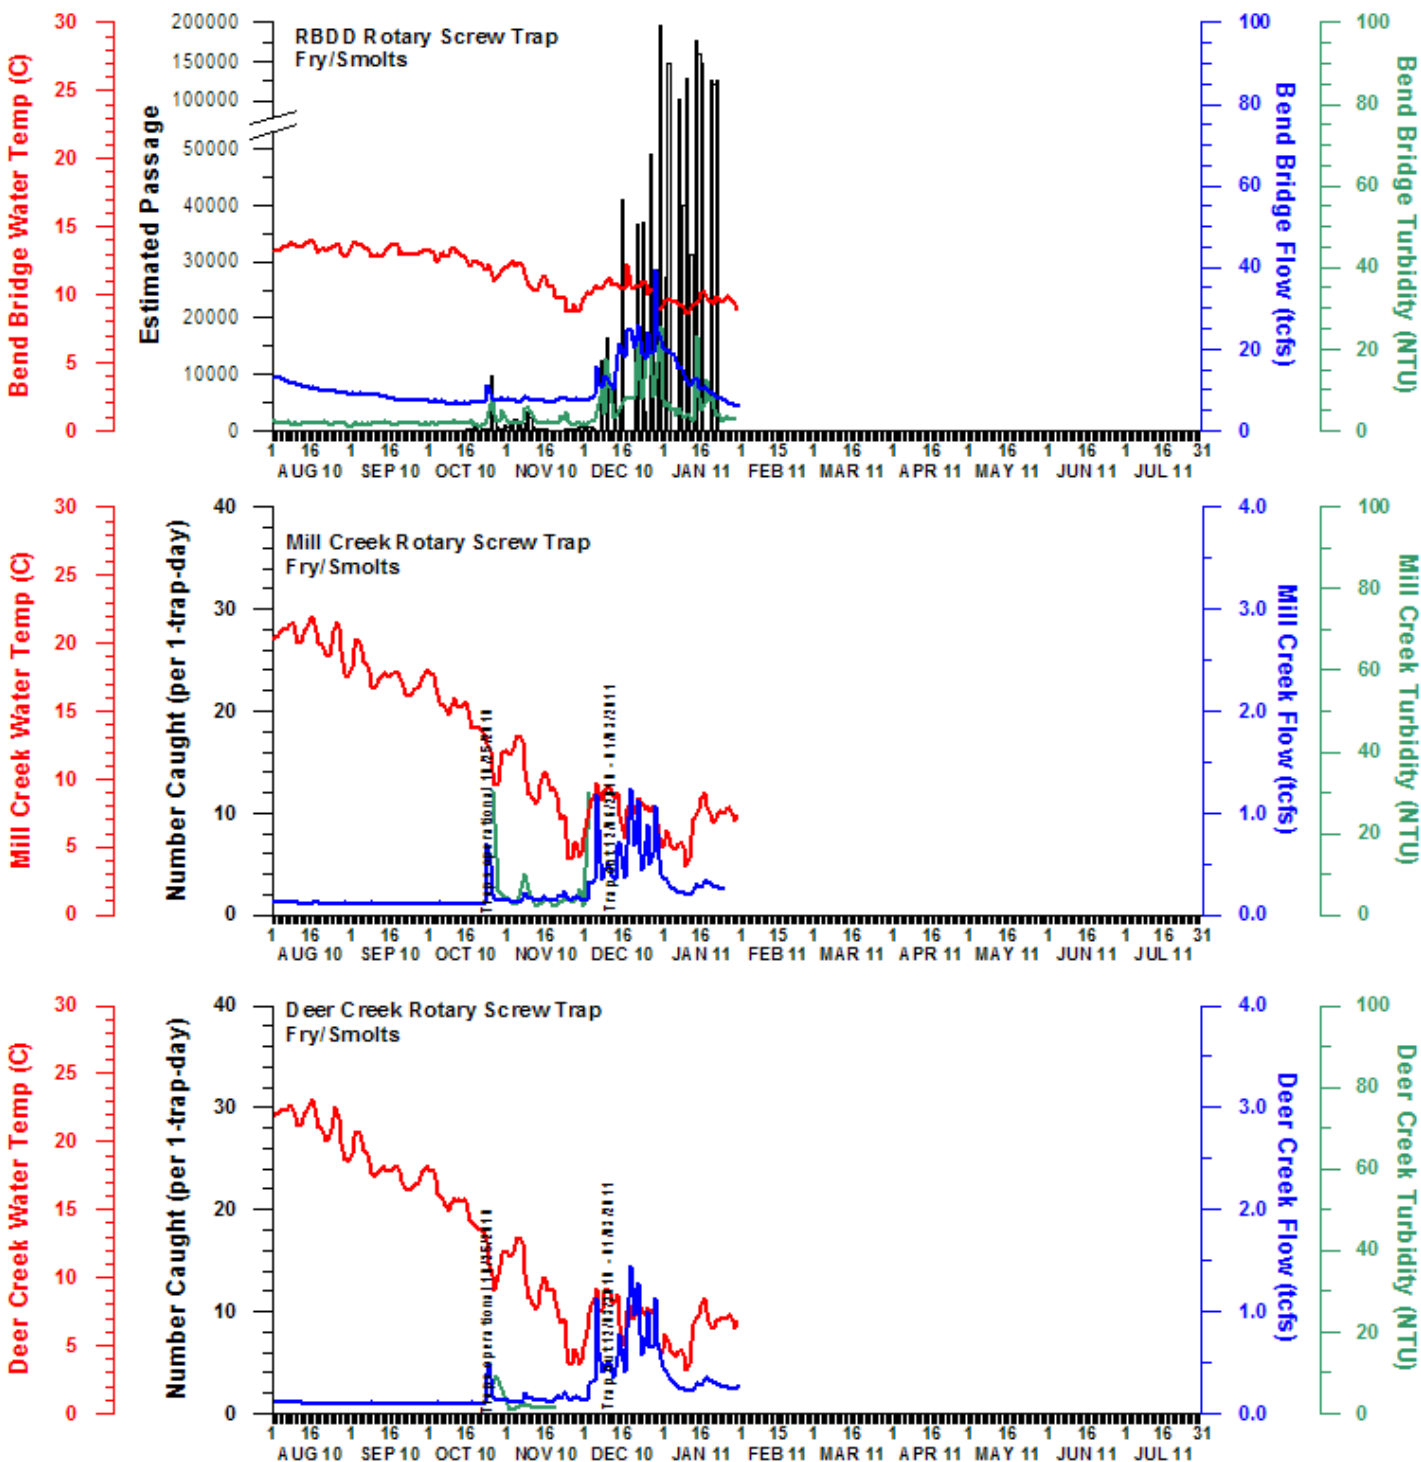 RBDD Rotary Screw Trap
Fry/Smolts
Bend Bridge Water Temp (C)
30
25
20
15
10
5
0
Estimated Passage
200000
150000
100000
50000
40000
30000
20000
10000
0
Bend Bridge Flow (tcfs)
100
80
60
40
20
0
Bend Bridge Turbidity (NTU)
100
80
60
40
20
0
1 16 1 16 1 16 1 16 1 16 1 16 1 15 1 16 1 16 1 16 1 16 1 16 31
AUG 10 SEP 10 OCT 10 NOV 10 DEC 10 JAN 11 FEB 11 MAR 11 APR 11 MAY 11 JUN 11 JUL 11
Mill Creek Rotary Screw Trap
Fry/Smolts
Mill Creek Water Temp (C)
30
25
20
15
10
5
0
Number Caught (per 1-trap-day)
40
30
20
10
0
Mill Creek Flow (tcfs)
4.0
3.0
2.0
1.0
0.0
Mill Creek Turbidity (NTU)
100
80
60
40
20
0
1 16 1 16 1 16 1 16 1 16 1 16 1 15 1 16 1 16 1 16 1 16 1 16 31
AUG 10 SEP 10 OCT 10 NOV 10 DEC 10 JAN 11 FEB 11 MAR 11 APR 11 MAY 11 JUN 11 JUL 11
Deer Creek Rotary Screw Trap
Fry/Smolts
Deer Creek Water Temp (C)
30
25
20
15
10
5
0
Number Caught (per 1-trap-day)
40
30
20
10
0
Traps operational
Deer Creek Flow (tcfs)
4.0
3.0
2.0
1.0
0.0
Deer Creek Turbidity (NTU)
100
80
60
40
20
0
1 16 1 16 1 16 1 16 1 16 1 16 1 15 1 16 1 16 1 16 1 16 1 16 31
AUG 10 SEP 10 OCT 10 NOV 10 DEC 10 JAN 11 FEB 11 MAR 11 APR 11 MAY 11 JUN 11 JUL 11